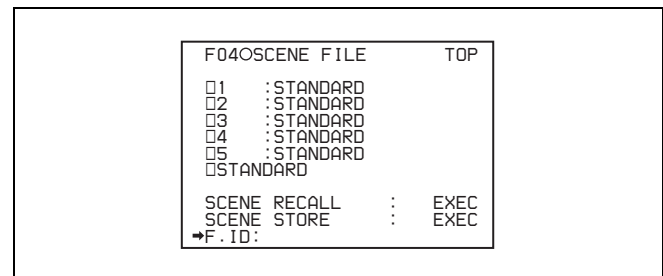 F04○SCENE FILE TOP
□1 :STANDARD
□2 :STANDARD
□3 :STANDARD
□4 :STANDARD
□5 :STANDARD
□STANDARD
SCENE RECALL : EXEC
SCENE STORE : EXEC
➔F.ID: